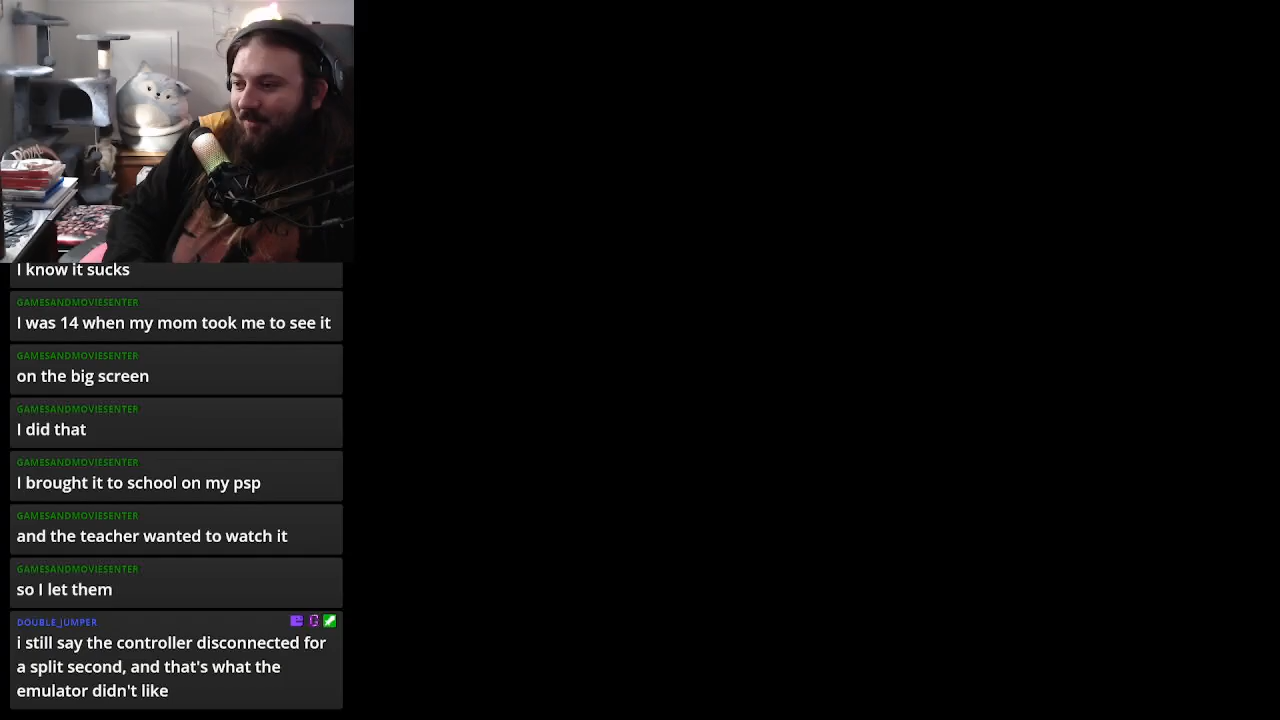 I know it sucks
GAMESANDMOVIESENTER
I was 14 when my mom took me to see it
GAMESANDMOVIESENTER
on the big screen
GAMESANDMOVIESENTER
I did that
GAMESANDMOVIESENTER
I brought it to school on my psp
GAMESANDMOVIESENTER
and the teacher wanted to watch it
GAMESANDMOVIESENTER
so I let them
DOUBLE_JUMPER
i still say the controller disconnected for
a split second, and that's what the
emulator didn't like